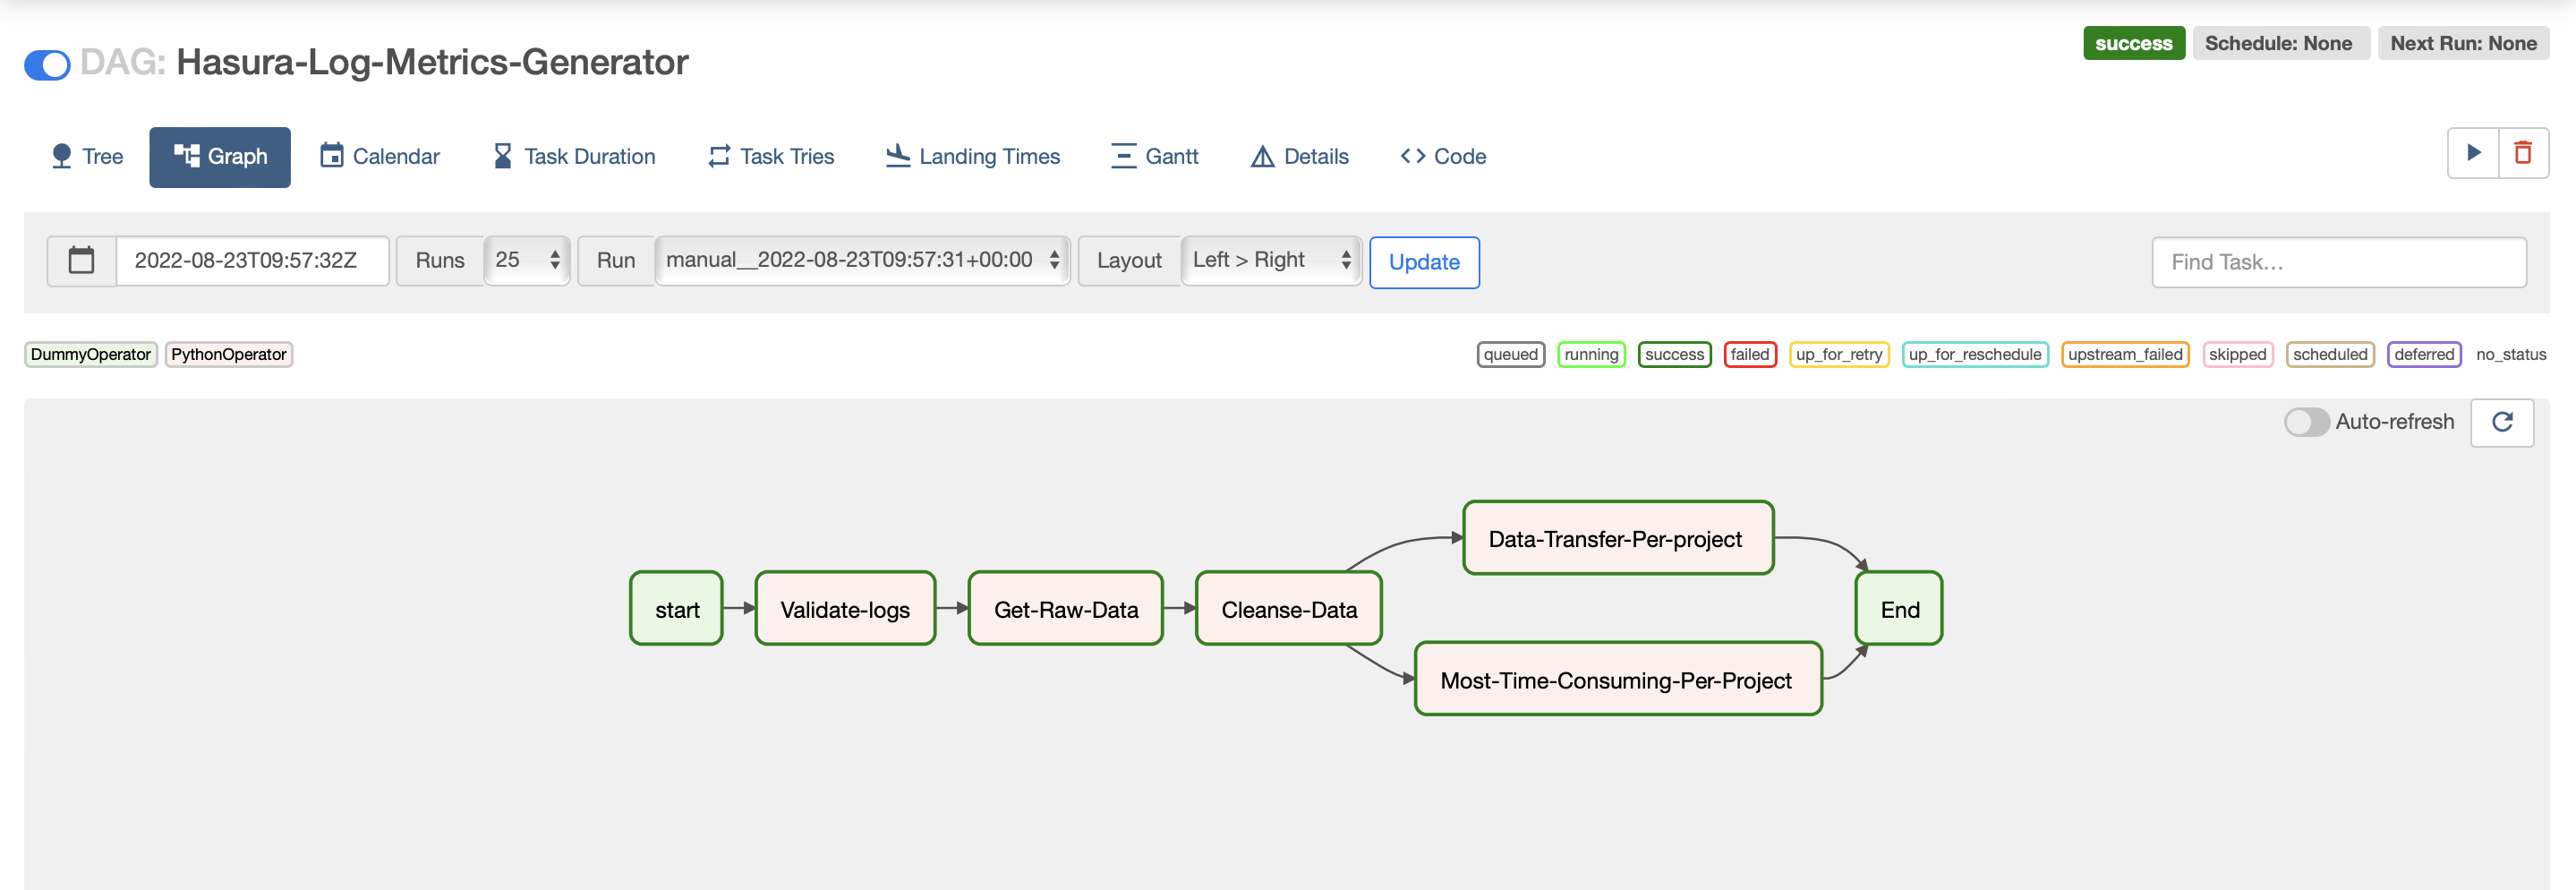 DAG: Hasura-Log-Metrics-Generator
success Schedule: None Next Run: None
Tree Graph Calendar Task Duration Task Tries Landing Times Gantt Details Code
2022-08-23T09:57:32Z Runs 25 Run manual__2022-08-23T09:57:31+00:00 Layout Left > Right Update Find Task...
DummyOperator PythonOperator queued running success failed up_for_retry up_for_reschedule upstream_failed skipped scheduled deferred no_status
Auto-refresh
Data-Transfer-Per-project
start Validate-logs Get-Raw-Data Cleanse-Data End
Most-Time-Consuming-Per-Project